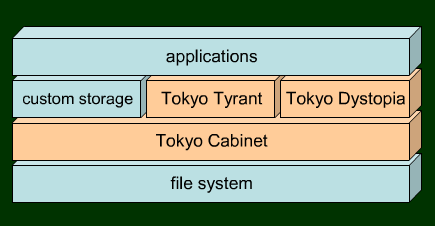 applications
custom storage
Tokyo Tyrant
Tokyo Dystopia
Tokyo Cabinet
file system